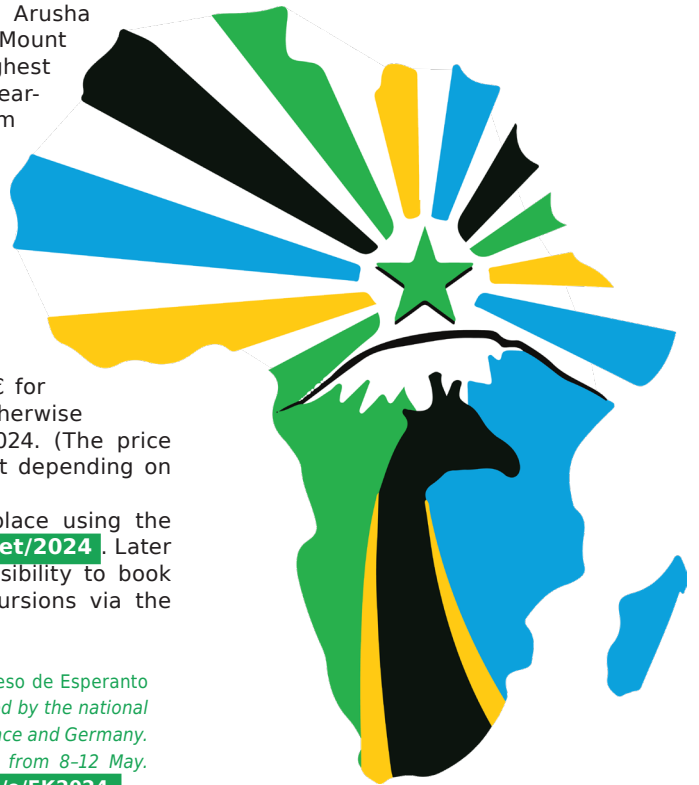 Arusha
Mount
ghest
ear-
m
€ for
herwise
024. (The price
t depending on
place using the
et/2024 . Later
sibility to book
ursions via the
eso de Esperanto
d by the national
nce and Germany.
from 8–12 May.